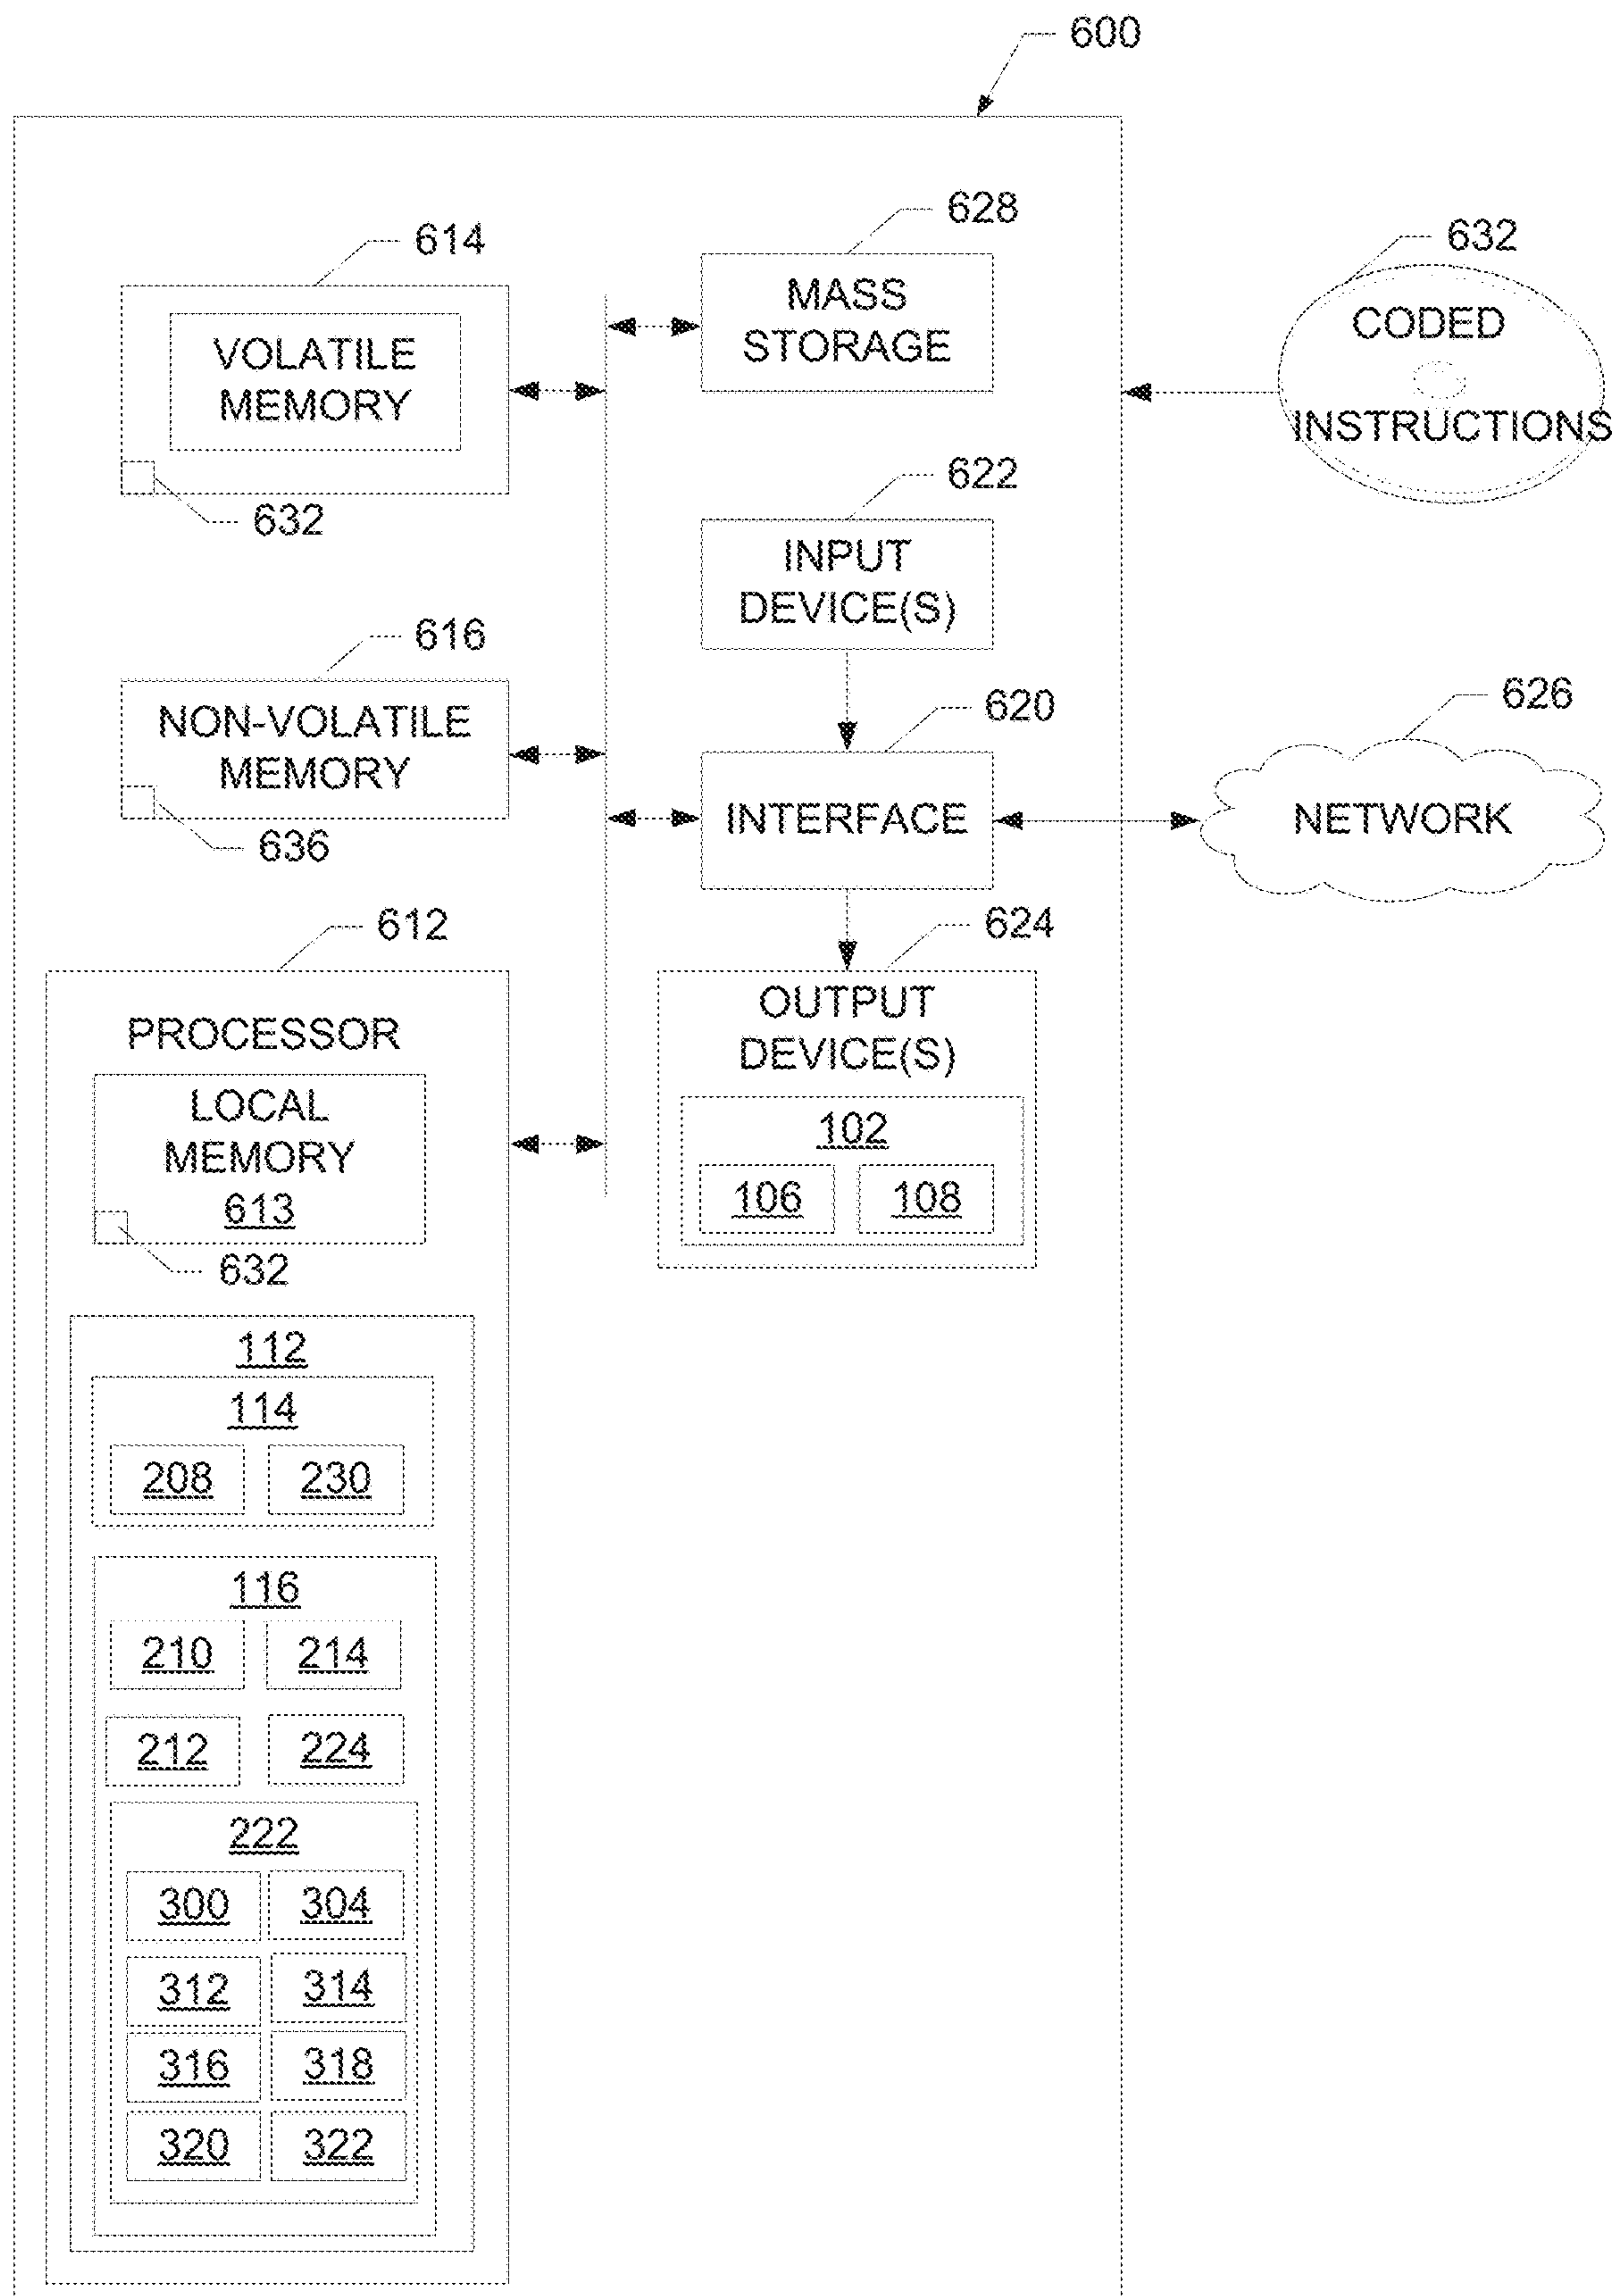 600
628
614
632
MASS
STORAGE
CODED
INSTRUCTIONS
VOLATILE
MEMORY
632
622
INPUT
DEVICE(S)
616
620
626
NON-VOLATILE
MEMORY
636
INTERFACE
NETWORK
612
624
PROCESSOR
LOCAL
MEMORY
613
632
OUTPUT
DEVICE(S)
102
106 108
112
114
208 230
116
210 214
212 224
222
300 304
312 314
316 318
320 322